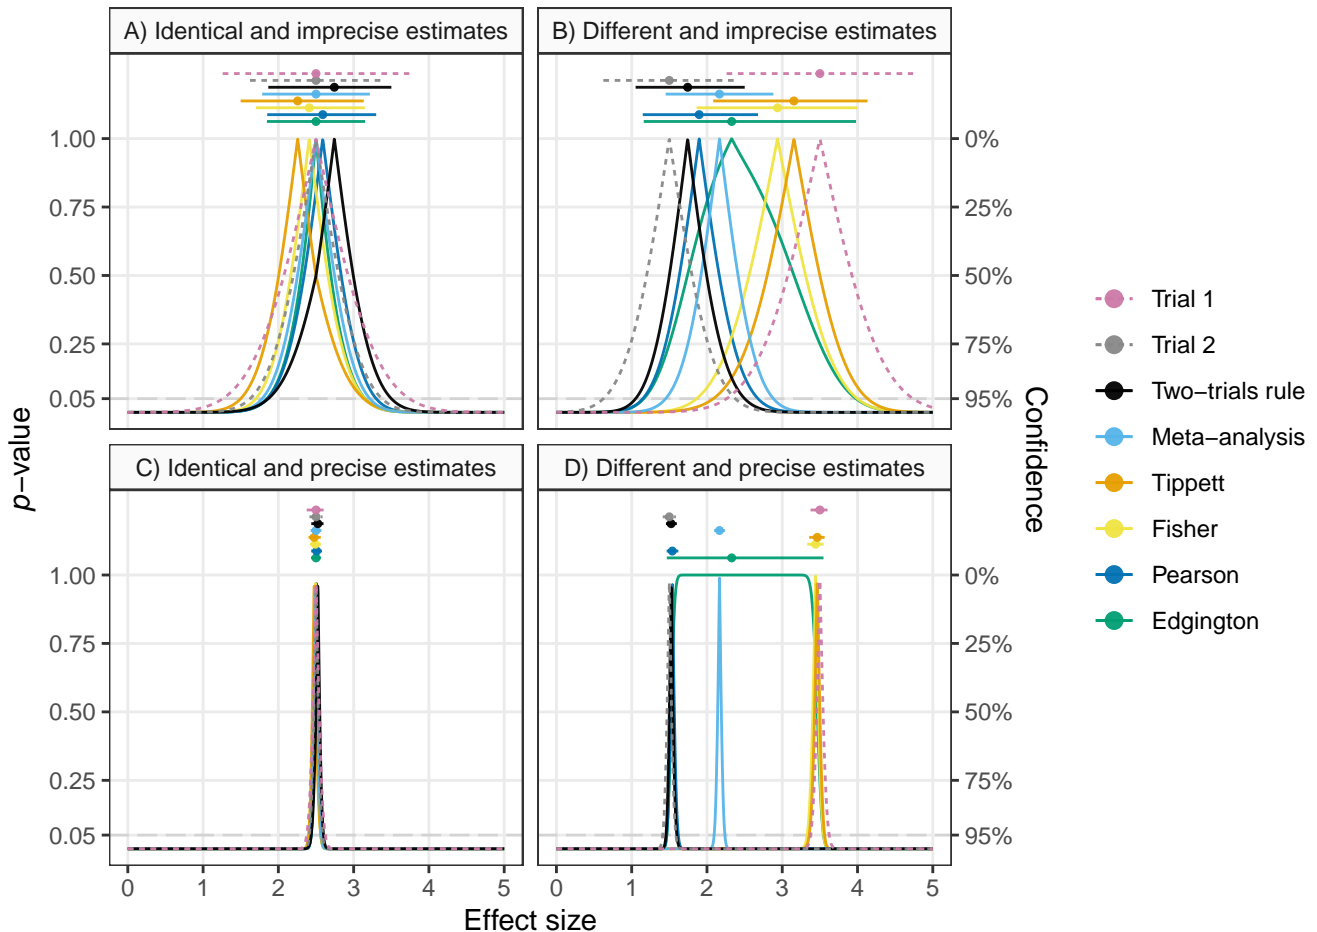 A) Identical and imprecise estimates
B) Different and imprecise estimates
1.00
0.75
0.50
0.25
0.05
0%
25%
50%
75%
95%
C) Identical and precise estimates
D) Different and precise estimates
1.00
0.75
0.50
0.25
0.05
0%
25%
50%
75%
95%
0 1 2 3 4 5
0 1 2 3 4 5
Effect size
p−value
Confidence
Trial 1
Trial 2
Two−trials rule
Meta−analysis
Tippett
Fisher
Pearson
Edgington